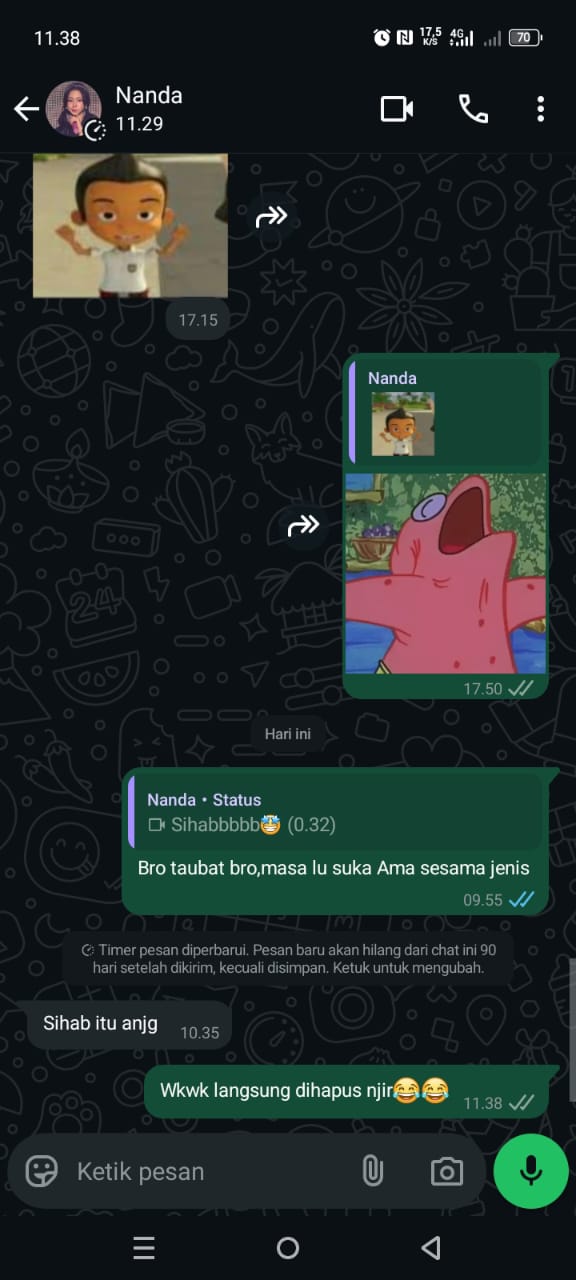 11.38
17,5
K/S
4G
70
Nanda
11.29
17.15
Nanda
17.50
Hari ini
Nanda • Status
Sihabbbbb🤩 (0.32)
Bro taubat bro,masa lu suka Ama sesama jenis
09.55
Timer pesan diperbarui. Pesan baru akan hilang dari chat ini 90
hari setelah dikirim, kecuali disimpan. Ketuk untuk mengubah.
Sihab itu anjg
10.35
Wkwk langsung dihapus njir😂😂
11.38
Ketik pesan